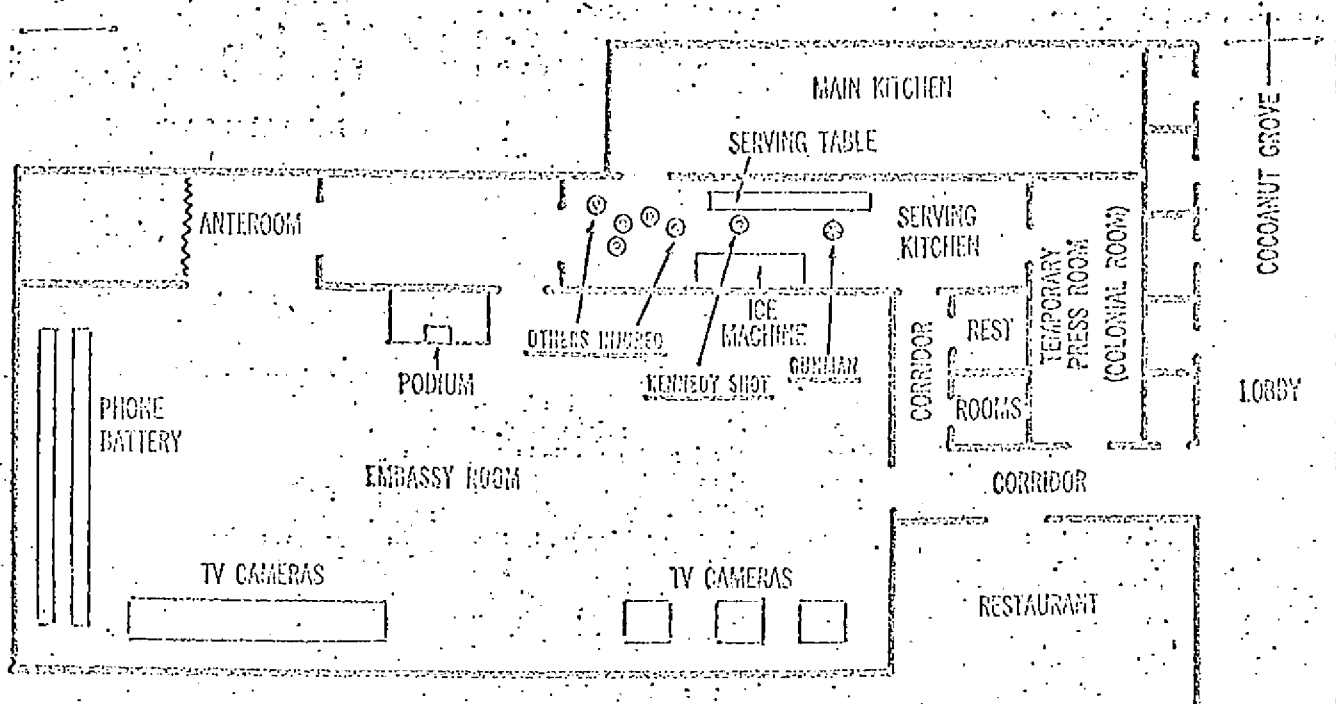 MAIN KITCHEN
SERVING TABLE
COCOANUT GROVE
ANTEROOM
SERVING
KITCHEN
TEMPORARY
PRESS ROOM
(COLONIAL ROOM)
OTHERS INJURED
ICE
MACHINE
KENNEDY SHOT
GUNMAN
CORRIDOR
REST
ROOMS
PODIUM
LOBBY
PHONE
BATTERY
EMBASSY ROOM
CORRIDOR
TV CAMERAS
TV CAMERAS
RESTAURANT